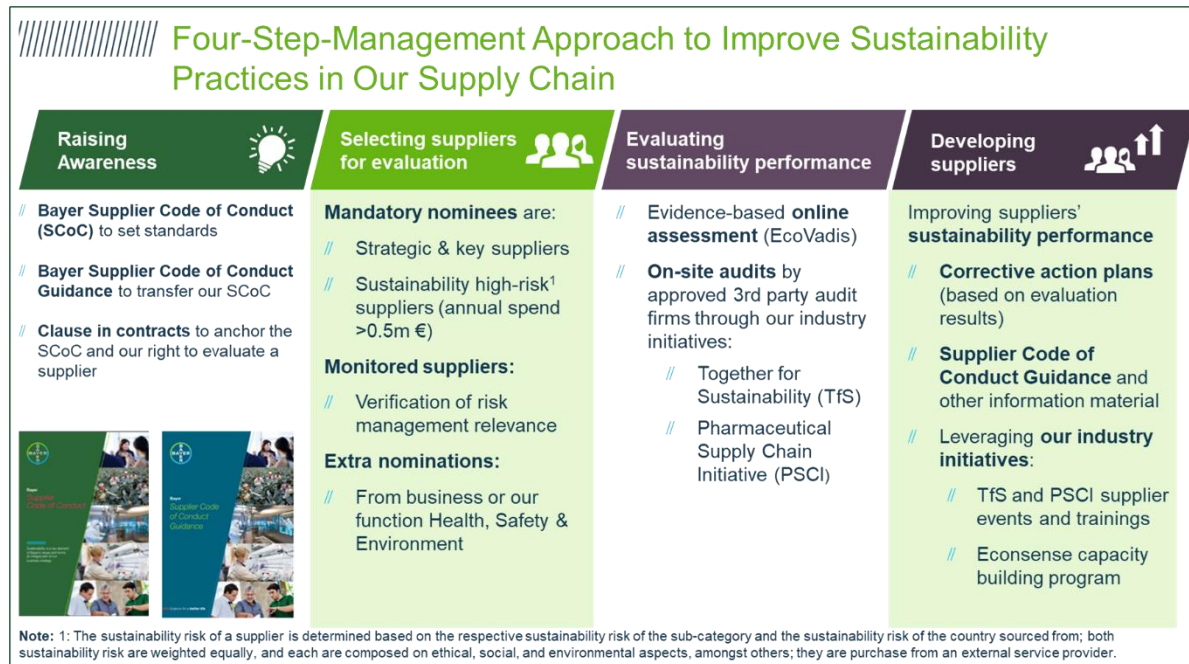 Four-Step-Management Approach to Improve Sustainability
Practices in Our Supply Chain
Raising
Awareness
// Bayer Supplier Code of Conduct
(SCoC) to set standards
// Bayer Supplier Code of Conduct
Guidance to transfer our SCoC
// Clause in contracts to anchor the
SCoC and our right to evaluate a
supplier
BAYER
Bayer
Supplier
Code of Conduct
BAYER
Bayer
Supplier Code
of Conduct
Guidance
Selecting suppliers
for evaluation
Mandatory nominees are:
// Strategic & key suppliers
// Sustainability high-risk¹
suppliers (annual spend
>0.5m €)
Monitored suppliers:
// Verification of risk
management relevance
Extra nominations:
// From business or our
function Health, Safety &
Environment
Evaluating
sustainability performance
// Evidence-based online
assessment (EcoVadis)
// On-site audits by
approved 3rd party audit
firms through our industry
initiatives:
// Together for
Sustainability (TfS)
// Pharmaceutical
Supply Chain
Initiative (PSCI)
Developing
suppliers
Improving suppliers'
sustainability performance
// Corrective action plans
(based on evaluation
results)
// Supplier Code of
Conduct Guidance and
other information material
// Leveraging our industry
initiatives:
// TfS and PSCI supplier
events and trainings
// Econsense capacity
building program
Note: 1: The sustainability risk of a supplier is determined based on the respective sustainability risk of the sub-category and the sustainability risk of the country sourced from; both
sustainability risk are weighted equally, and each are composed on ethical, social, and environmental aspects, amongst others; they are purchase from an external service provider.